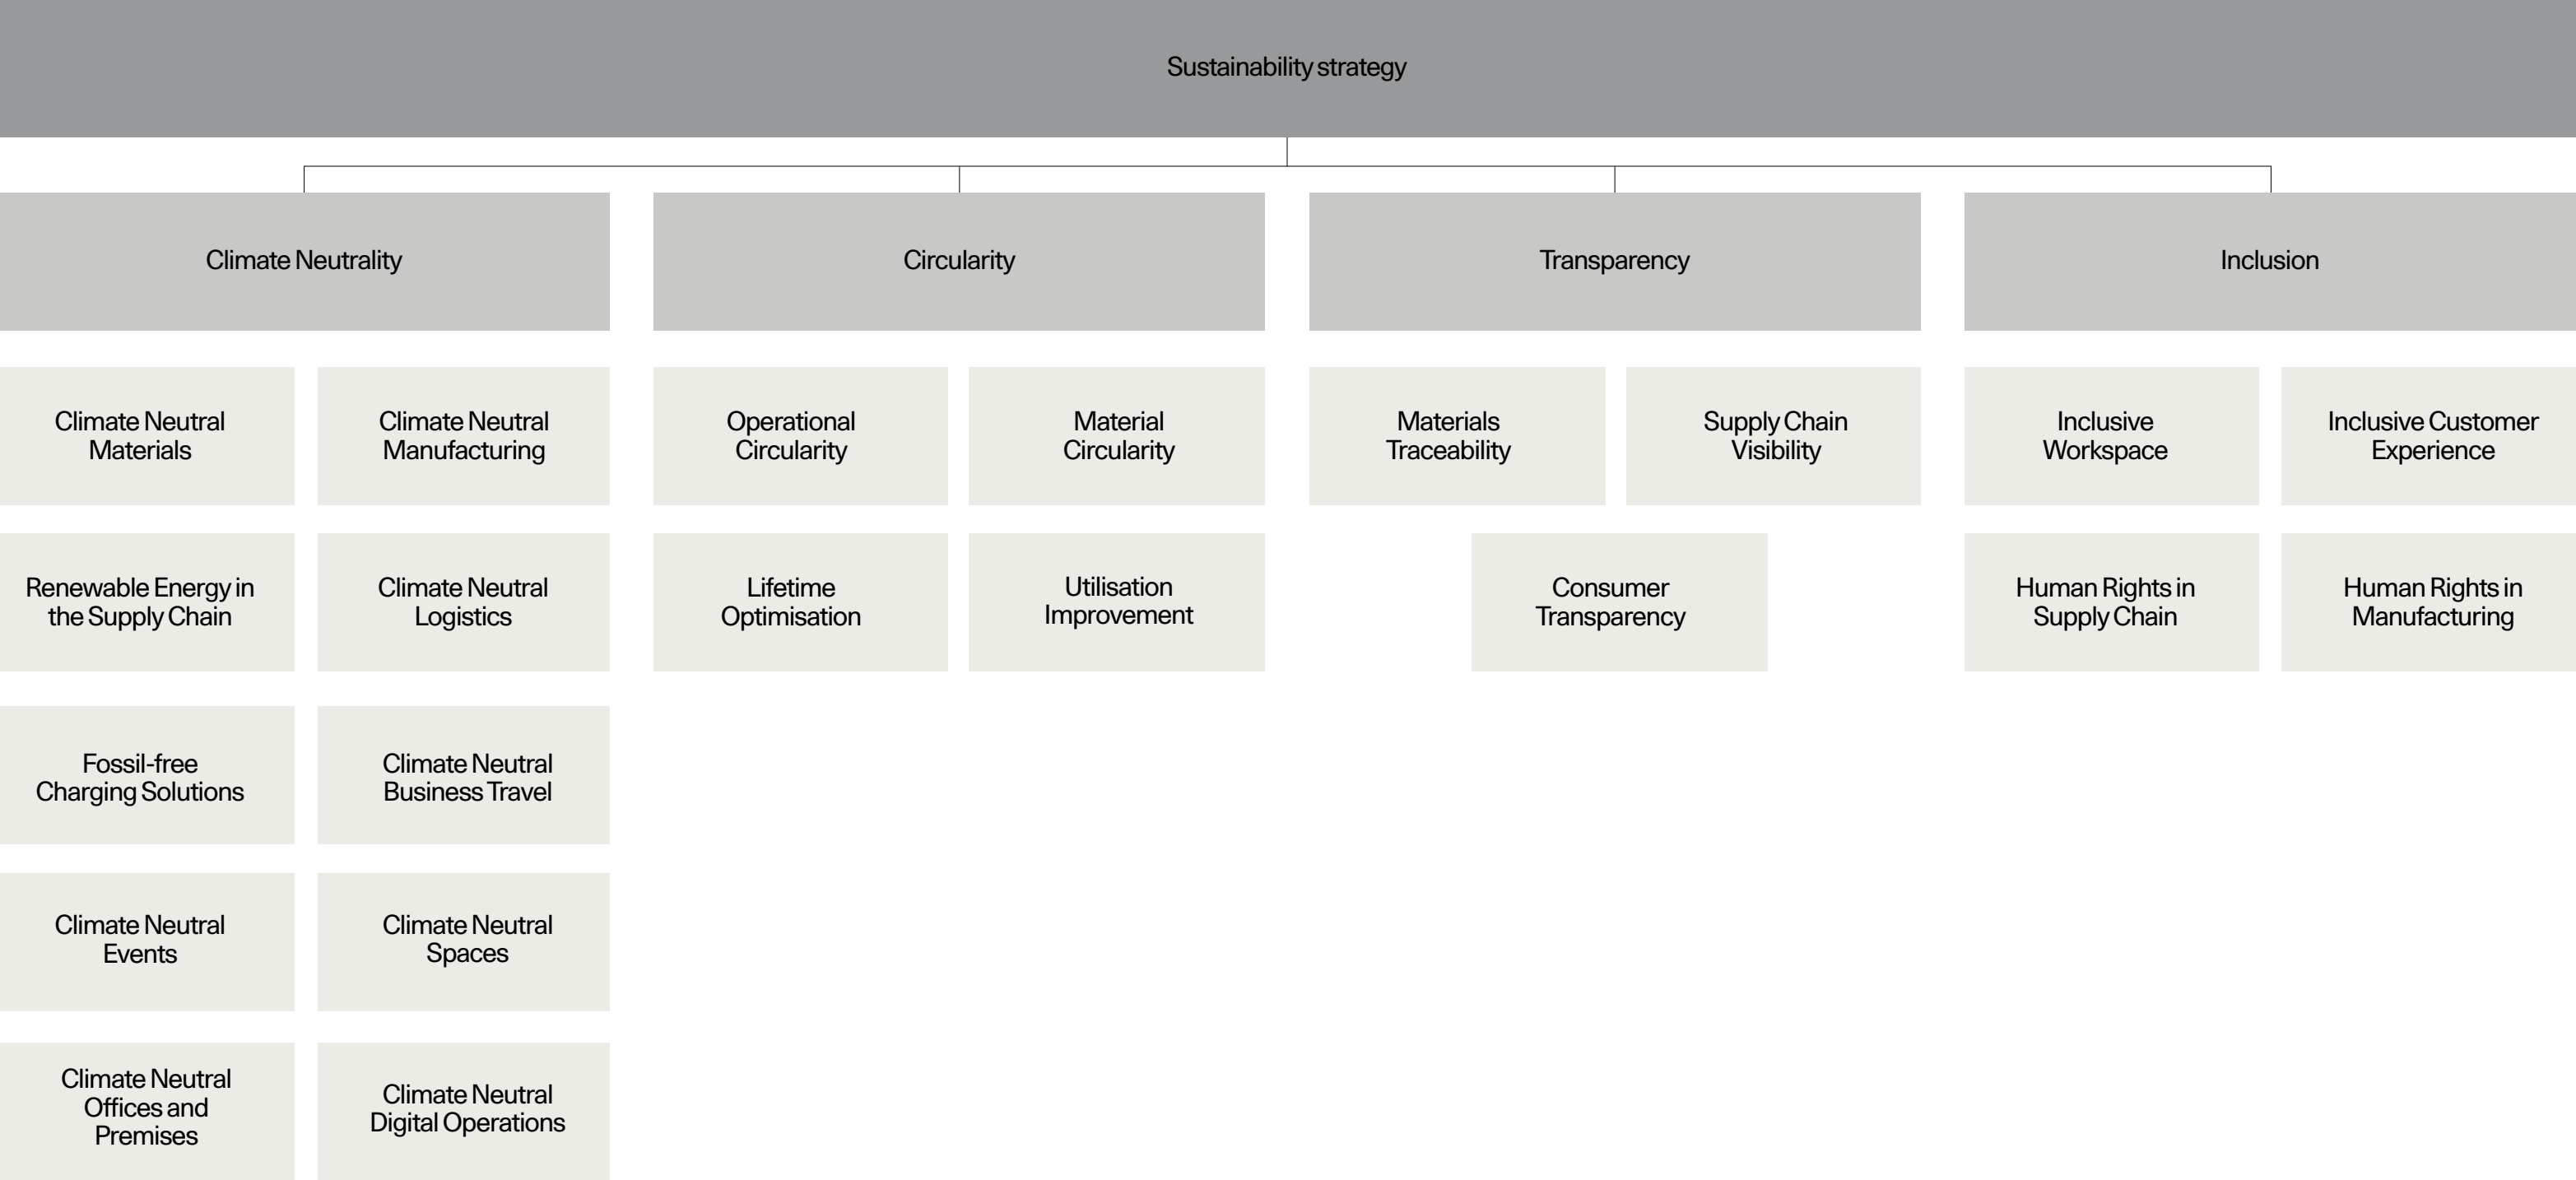 Sustainability strategy
Climate Neutrality
Circularity
Transparency
Inclusion
Climate Neutral
Materials
Climate Neutral
Manufacturing
Operational
Circularity
Material
Circularity
Materials
Traceability
Supply Chain
Visibility
Inclusive
Workspace
Inclusive Customer
Experience
Renewable Energy in
the Supply Chain
Climate Neutral
Logistics
Lifetime
Optimisation
Utilisation
Improvement
Consumer
Transparency
Human Rights in
Supply Chain
Human Rights in
Manufacturing
Fossil-free
Charging Solutions
Climate Neutral
Business Travel
Climate Neutral
Events
Climate Neutral
Spaces
Climate Neutral
Offices and
Premises
Climate Neutral
Digital Operations